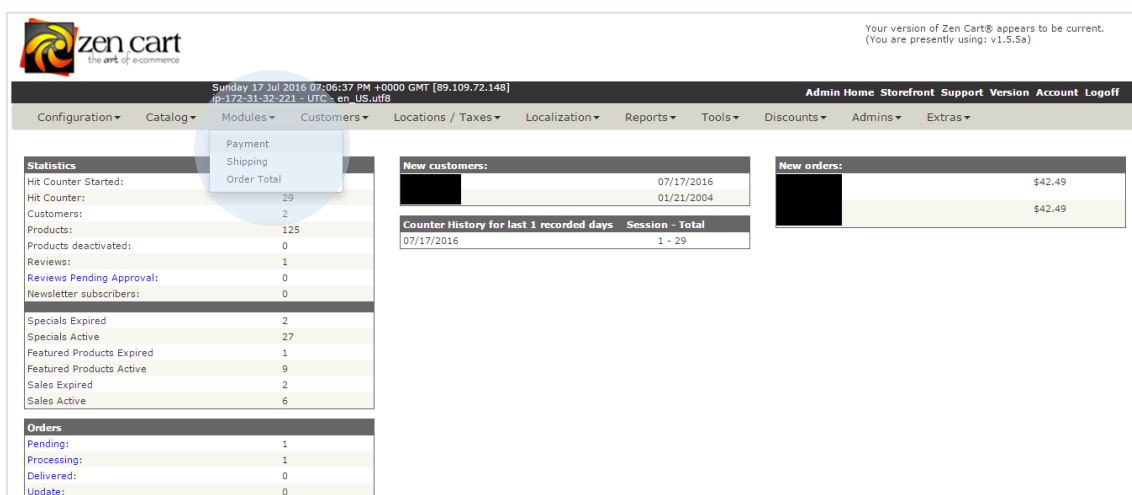 zen cart
the art of e-commerce
Your version of Zen Cart® appears to be current.
(You are presently using: v1.5.5a)
Sunday 17 Jul 2016 07:06:37 PM +0000 GMT [89.109.72.148]
ip-172-31-32-221 - UTC - en_US.utf8
Admin Home Storefront Support Version Account Logoff
Configuration Catalog Modules Customers Locations / Taxes Localization Reports Tools Discounts Admins Extras
Payment
Shipping
Order Total
Statistics
Hit Counter Started:
Hit Counter: 29
Customers: 2
Products: 125
Products deactivated: 0
Reviews: 1
Reviews Pending Approval: 0
Newsletter subscribers: 0
Specials Expired 2
Specials Active 27
Featured Products Expired 1
Featured Products Active 9
Sales Expired 2
Sales Active 6
Orders
Pending: 1
Processing: 1
Delivered: 0
Update: 0
New customers:
07/17/2016
01/21/2004
Counter History for last 1 recorded days Session - Total
07/17/2016 1 - 29
New orders:
$42.49
$42.49